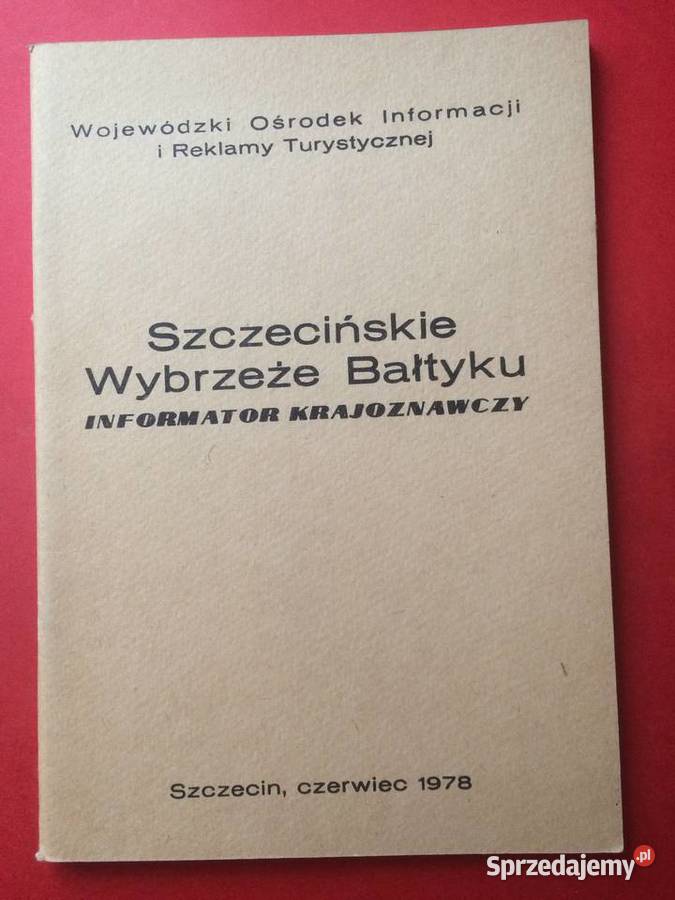 Wojewódzki Ośrodek Informacji
i Reklamy Turystycznej
Szczecińskie
Wybrzeże Bałtyku
INFORMATOR KRAJOZNAWCZY
Szczecin, czerwiec 1978
Sprzedajemy.pl